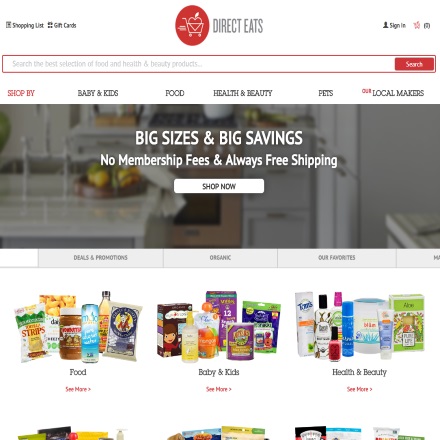 Shopping List Gift Cards
DIRECT EATS
Sign In (0)
Search the best selection of food and health & beauty products...
Search
SHOP BY BABY & KIDS FOOD HEALTH & BEAUTY PETS OUR LOCAL MAKERS
BIG SIZES & BIG SAVINGS
No Membership Fees & Always Free Shipping
SHOP NOW
DEALS & PROMOTIONS ORGANIC OUR FAVORITES
Food Baby & Kids Health & Beauty
See More > See More > See More >